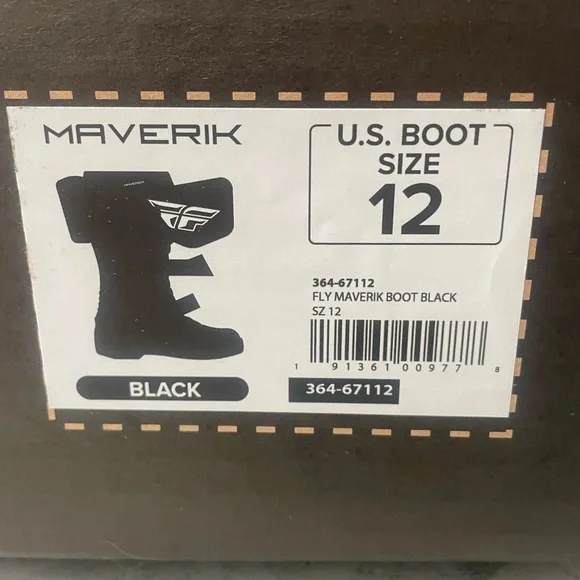 MAVERIK
MAVERIK
BLACK
U.S. BOOT
SIZE
12
364-67112
FLY MAVERIK BOOT BLACK
SZ 12
1 91361 00977 8
364-67112